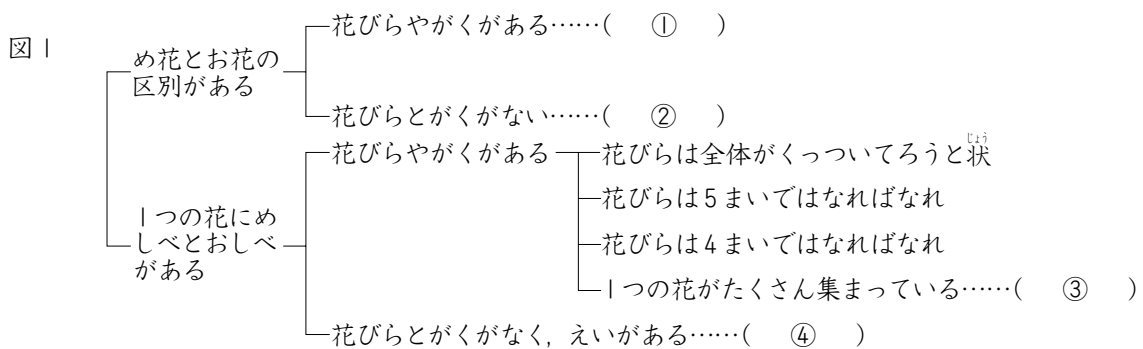 図1
め花とお花の
区別がある
花びらやがくがある……( ① )
花びらとがくがない……( ② )
1つの花にめ
しべとおしべ
がある
花びらやがくがある
花びらは全体がくっついてろうと状
じょう
花びらは5まいではなればなれ
花びらは4まいではなればなれ
1つの花がたくさん集まっている……( ③ )
花びらとがくがなく，えいがある……( ④ )